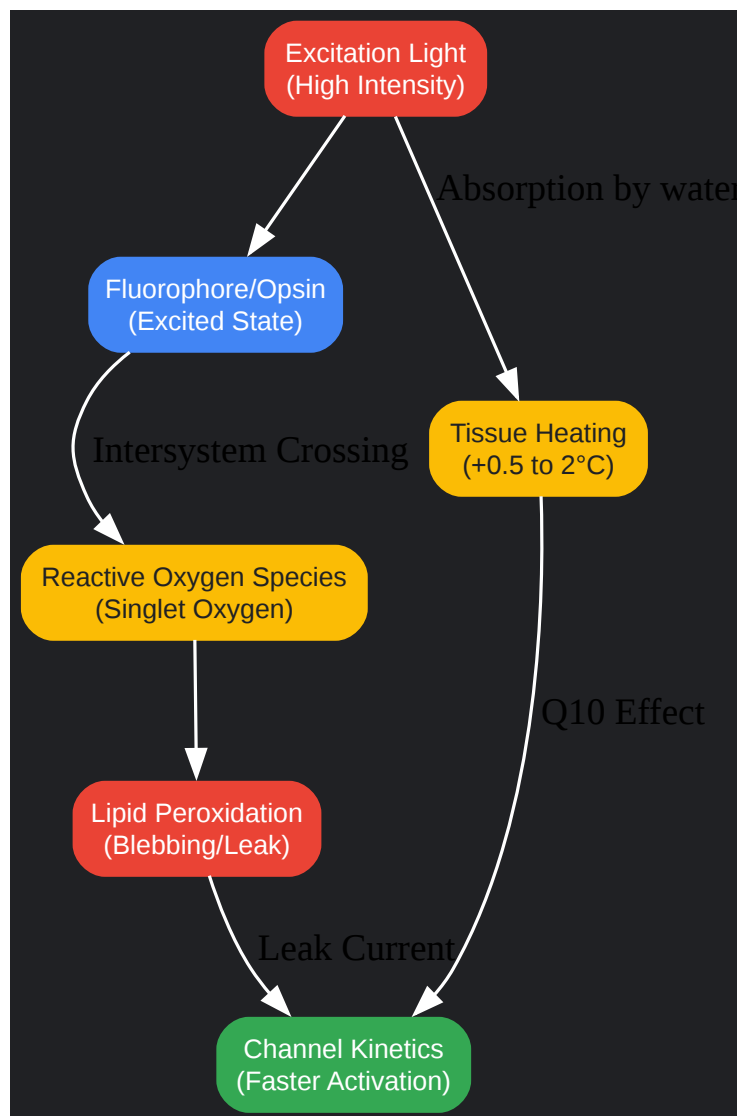 Excitation Light
(High Intensity)
Absorption by water
Fluorophore/Opsin
(Excited State)
Intersystem Crossing
Tissue Heating
(+0.5 to 2°C)
Reactive Oxygen Species
(Singlet Oxygen)
Q10 Effect
Lipid Peroxidation
(Blebbing/Leak)
Leak Current
Channel Kinetics
(Faster Activation)